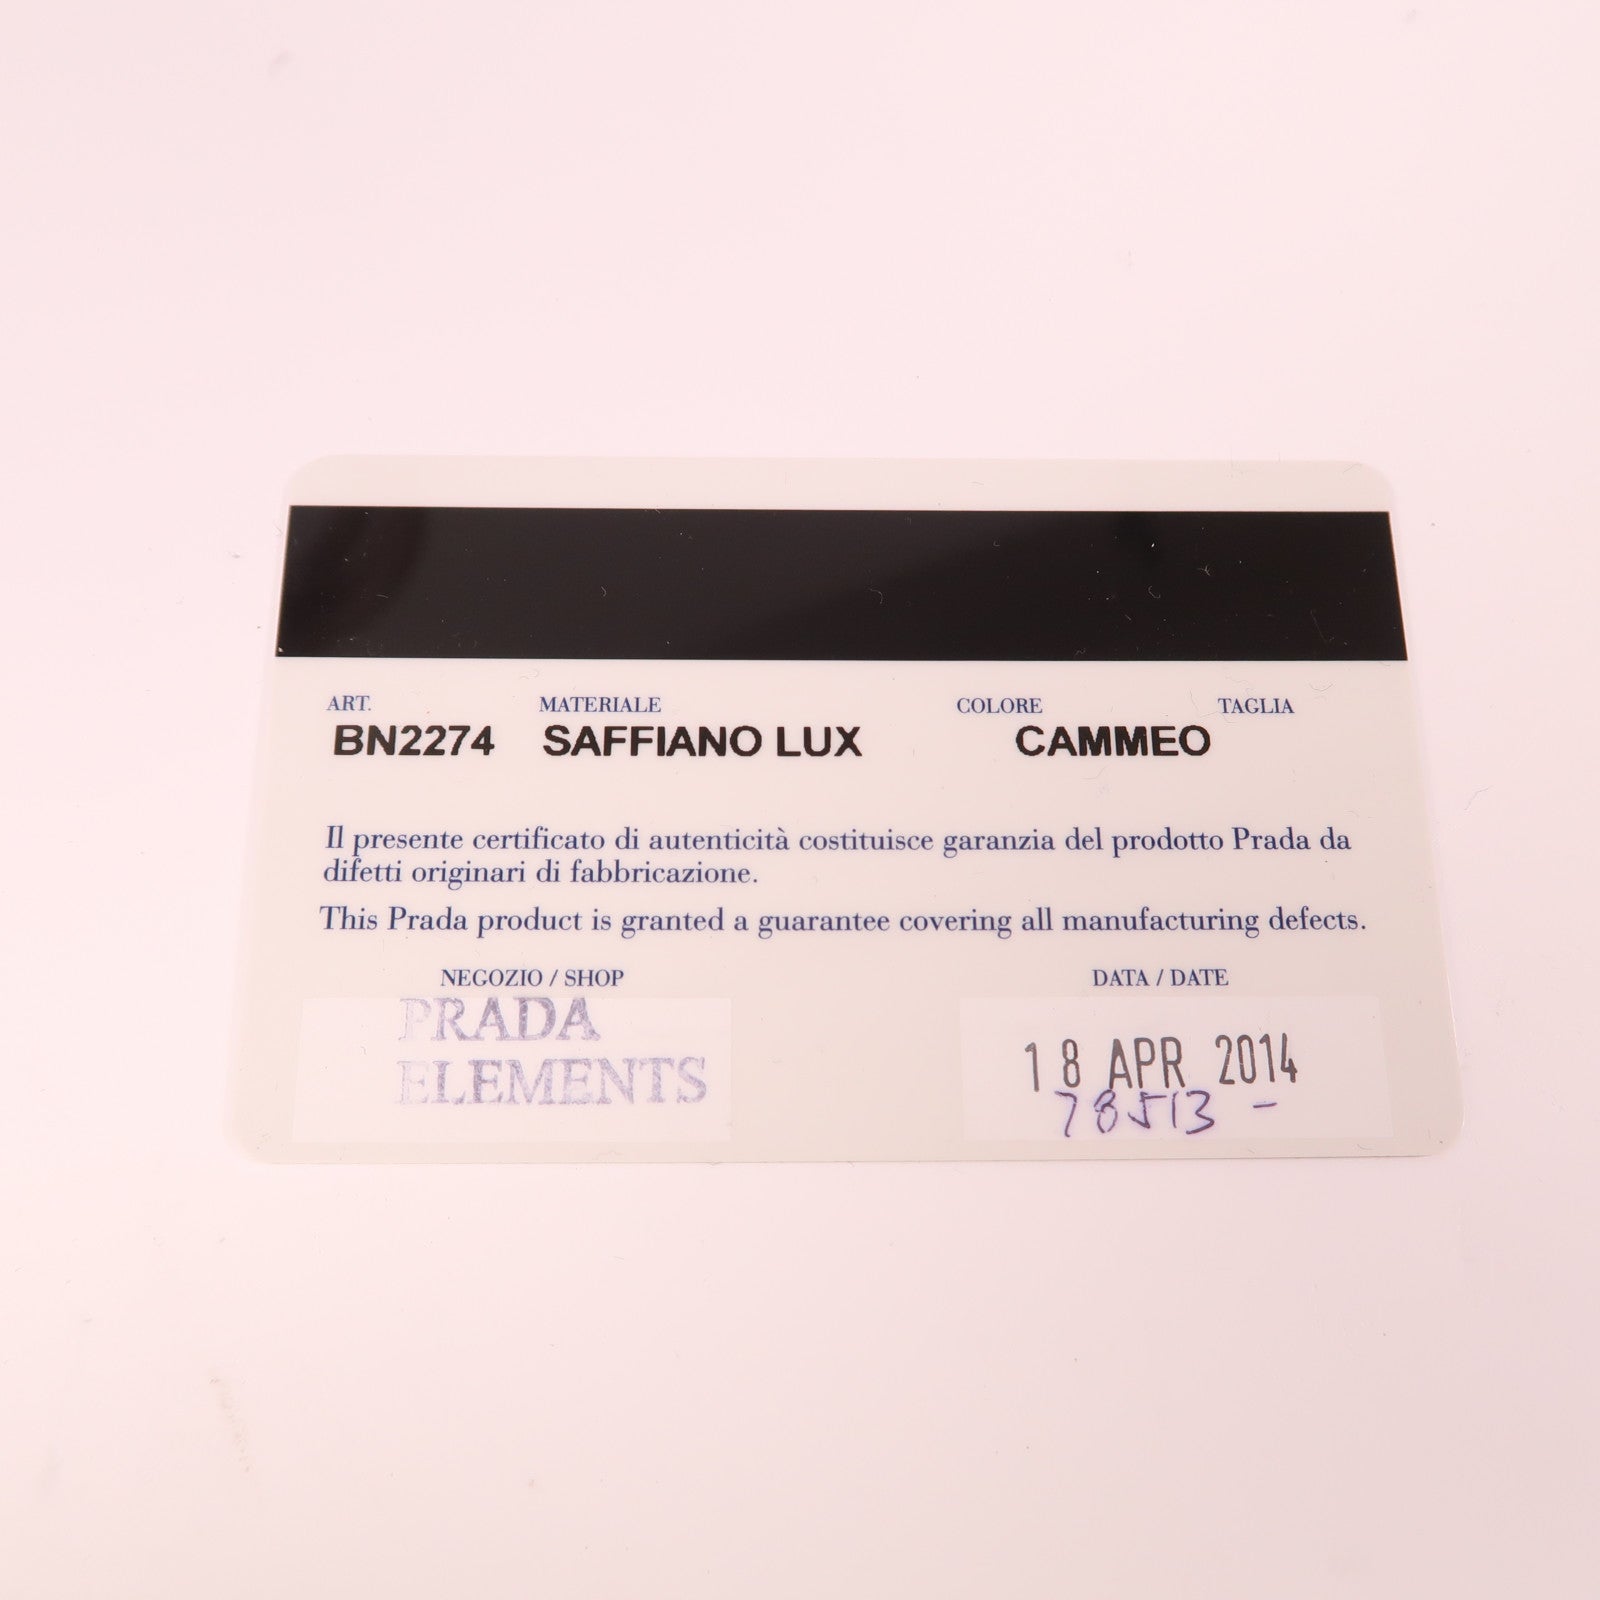 ART. MATERIALE COLORE TAGLIA
BN2274 SAFFIANO LUX CAMMEO
Il presente certificato di autenticità costituisce garanzia del prodotto Prada da
difetti originari di fabbricazione.
This Prada product is granted a guarantee covering all manufacturing defects.
NEGOZIO / SHOP DATA / DATE
PRADA
ELEMENTS
18 APR 2014
78513 -